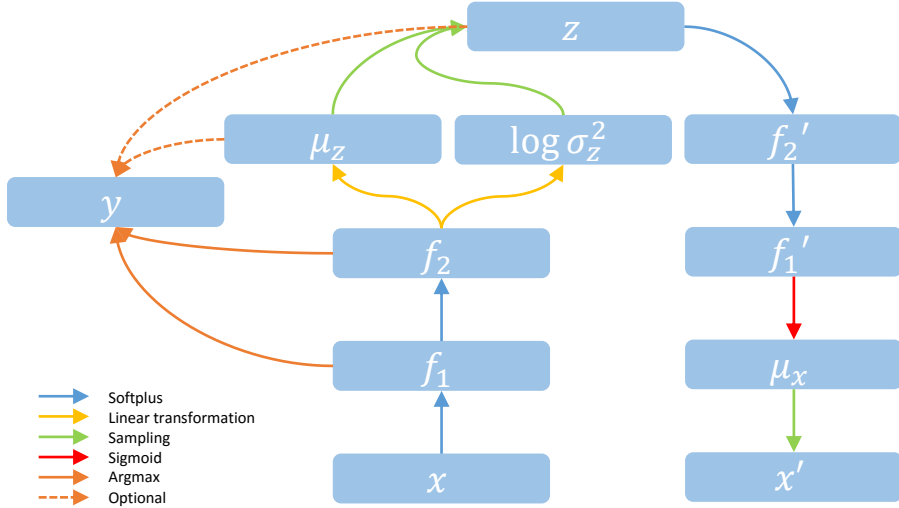 z
μ_z
log σ_z^2
f_2′
y
f_2
f_1′
f_1
μ_x
x
x′
Softplus
Linear transformation
Sampling
Sigmoid
Argmax
Optional